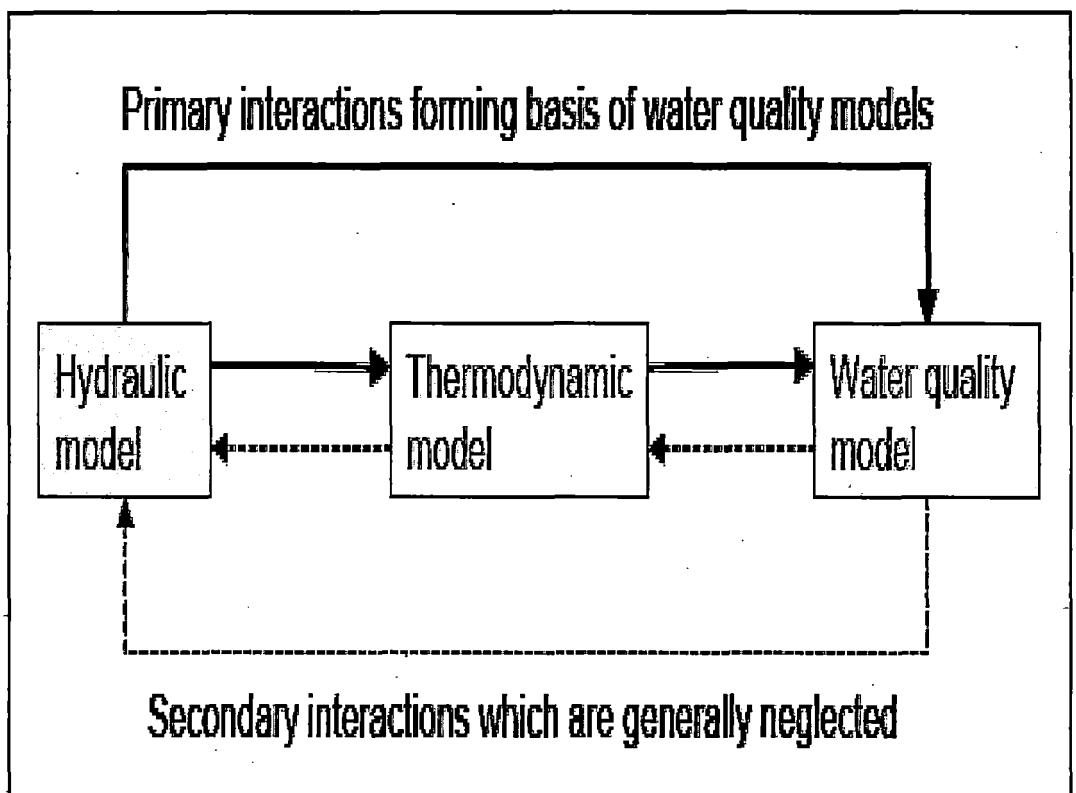 Primary interactions forming basis of water quality models
Hydraulic
model
Thermodynamic
model
Water quality
model
Secondary interactions which are generally neglected